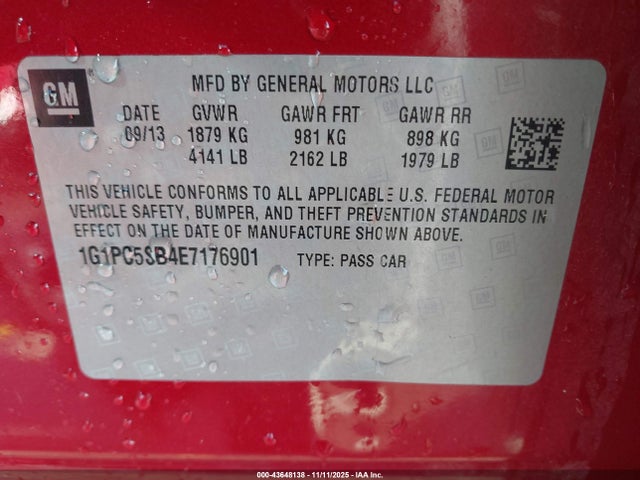 GM
MFD BY GENERAL MOTORS LLC
DATE GVWR GAWR FRT GAWR RR
09/13 1879 KG 981 KG 898 KG
4141 LB 2162 LB 1979 LB
THIS VEHICLE CONFORMS TO ALL APPLICABLE U.S. FEDERAL MOTOR
VEHICLE SAFETY, BUMPER, AND THEFT PREVENTION STANDARDS IN
EFFECT ON THE DATE OF MANUFACTURE SHOWN ABOVE.
1G1PC5SB4E7176901 TYPE: PASS CAR
000-43648138 - 11/11/2025 - IAA Inc.